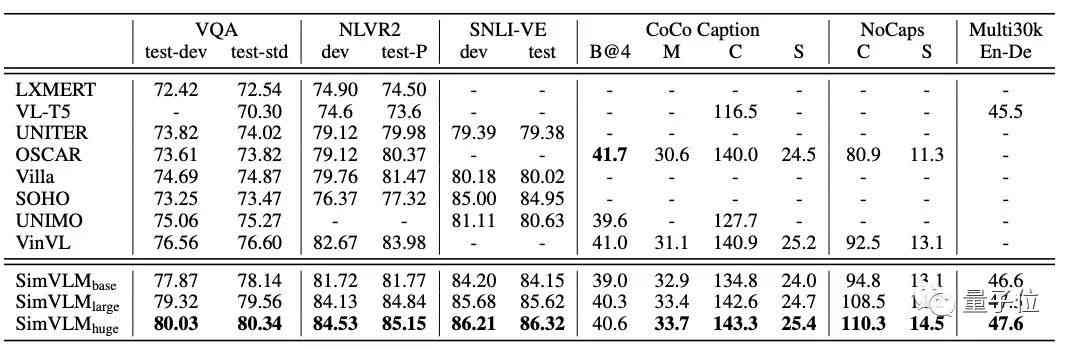 VQA NLVR2 SNLI-VE CoCo Caption NoCaps Multi30k
test-dev test-std dev test-P dev test B@4 M C S C S En-De
LXMERT 72.42 72.54 74.90 74.50 - - - - - - - - -
VL-T5 - 70.30 74.6 73.6 - - - - 116.5 - - - 45.5
UNITER 73.82 74.02 79.12 79.98 79.39 79.38 - - - - - - -
OSCAR 73.61 73.82 79.12 80.37 - - 41.7 30.6 140.0 24.5 80.9 11.3 -
Villa 74.69 74.87 79.76 81.47 80.18 80.02 - - - - - - -
SOHO 73.25 73.47 76.37 77.32 85.00 84.95 - - - - - - -
UNIMO 75.06 75.27 - - 81.11 80.63 39.6 - 127.7 - - - -
VinVL 76.56 76.60 82.67 83.98 - - 41.0 31.1 140.9 25.2 92.5 13.1 -
SimVLMbase 77.87 78.14 81.72 81.77 84.20 84.15 39.0 32.9 134.8 24.0 94.8 13.1 46.6
SimVLMlarge 79.32 79.56 84.13 84.84 85.68 85.62 40.3 33.4 142.6 24.7 108.5
SimVLMhuge 80.03 80.34 84.53 85.15 86.21 86.32 40.6 33.7 143.3 25.4 110.3 14.5 47.6
量子位